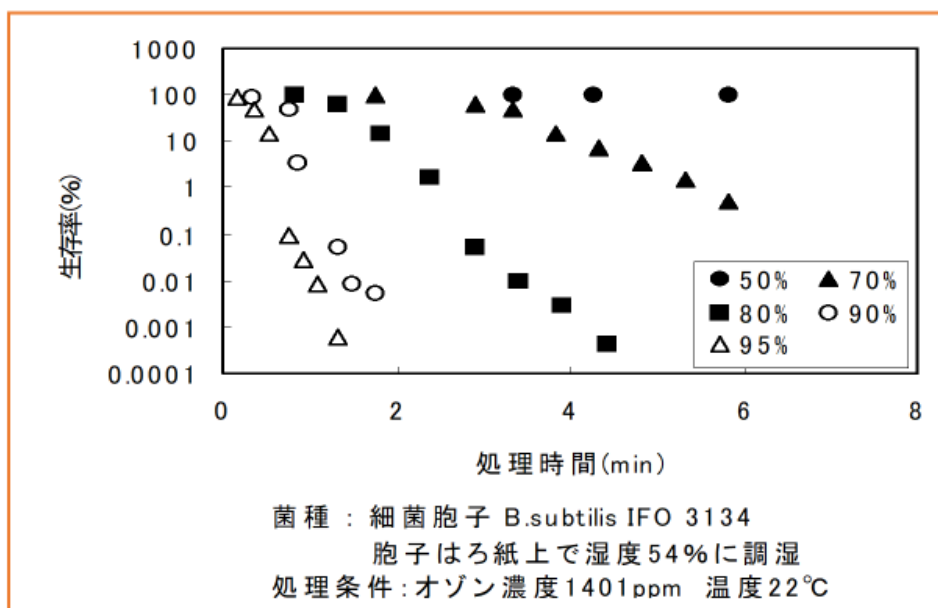 1000
100
10
1
0.1
0.01
0.001
0.0001
生存率(%)
50% 70%
80% 90%
95%
0 2 4 6 8
処理時間(min)
菌種：細菌胞子 B.subtilis IFO 3134
胞子はろ紙上で湿度54%に調湿
処理条件:オゾン濃度1401ppm 温度22℃